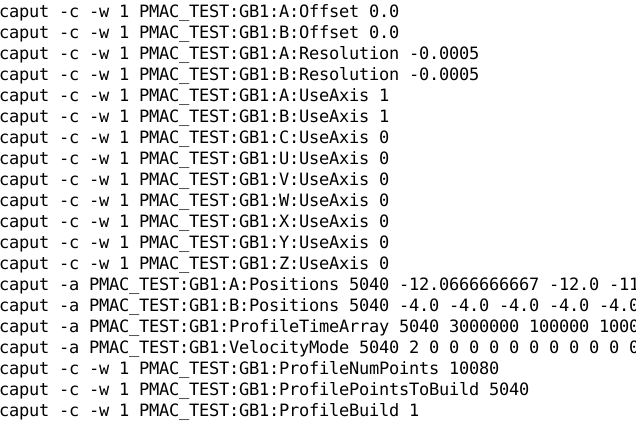 caput -c -w 1 PMAC_TEST:GB1:A:Offset 0.0
caput -c -w 1 PMAC_TEST:GB1:B:Offset 0.0
caput -c -w 1 PMAC_TEST:GB1:A:Resolution -0.0005
caput -c -w 1 PMAC_TEST:GB1:B:Resolution -0.0005
caput -c -w 1 PMAC_TEST:GB1:A:UseAxis 1
caput -c -w 1 PMAC_TEST:GB1:B:UseAxis 1
caput -c -w 1 PMAC_TEST:GB1:C:UseAxis 0
caput -c -w 1 PMAC_TEST:GB1:U:UseAxis 0
caput -c -w 1 PMAC_TEST:GB1:V:UseAxis 0
caput -c -w 1 PMAC_TEST:GB1:W:UseAxis 0
caput -c -w 1 PMAC_TEST:GB1:X:UseAxis 0
caput -c -w 1 PMAC_TEST:GB1:Y:UseAxis 0
caput -c -w 1 PMAC_TEST:GB1:Z:UseAxis 0
caput -a PMAC_TEST:GB1:A:Positions 5040 -12.0666666667 -12.0 -11
caput -a PMAC_TEST:GB1:B:Positions 5040 -4.0 -4.0 -4.0 -4.0 -4.0
caput -a PMAC_TEST:GB1:ProfileTimeArray 5040 3000000 100000 1000
caput -a PMAC_TEST:GB1:VelocityMode 5040 2 0 0 0 0 0 0 0 0 0 0
caput -c -w 1 PMAC_TEST:GB1:ProfileNumPoints 10080
caput -c -w 1 PMAC_TEST:GB1:ProfilePointsToBuild 5040
caput -c -w 1 PMAC_TEST:GB1:ProfileBuild 1